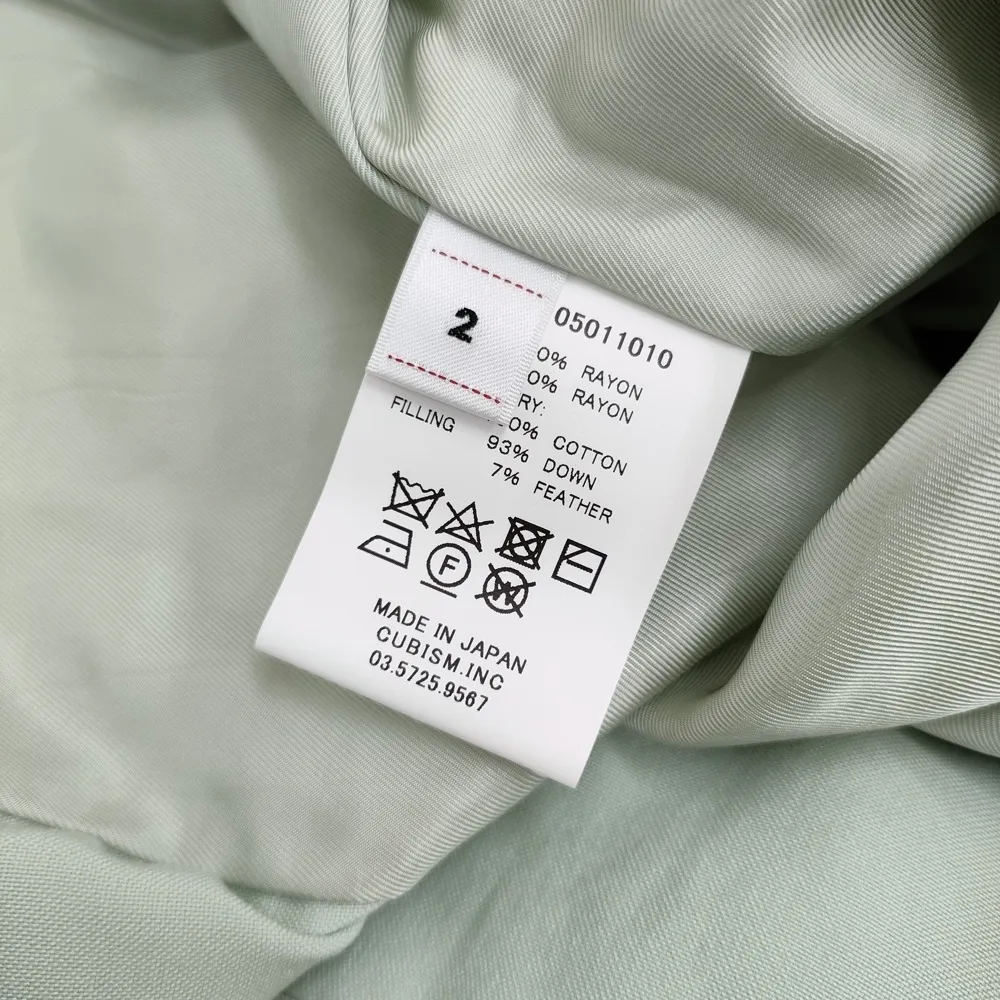 2
05011010
0% RAYON
0% RAYON
RY:
0% COTTON
FILLING 93% DOWN
7% FEATHER
F
W
MADE IN JAPAN
CUBISM.INC
03.5725.9567